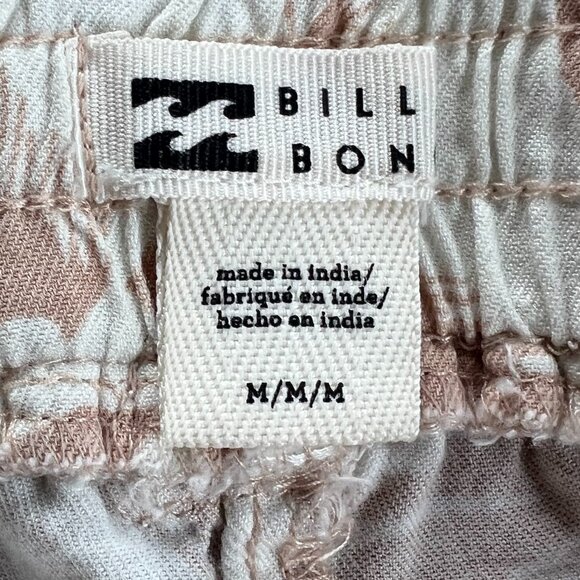 BILL
BON
made in india/
fabriqué en inde/
hecho en india
M/M/M